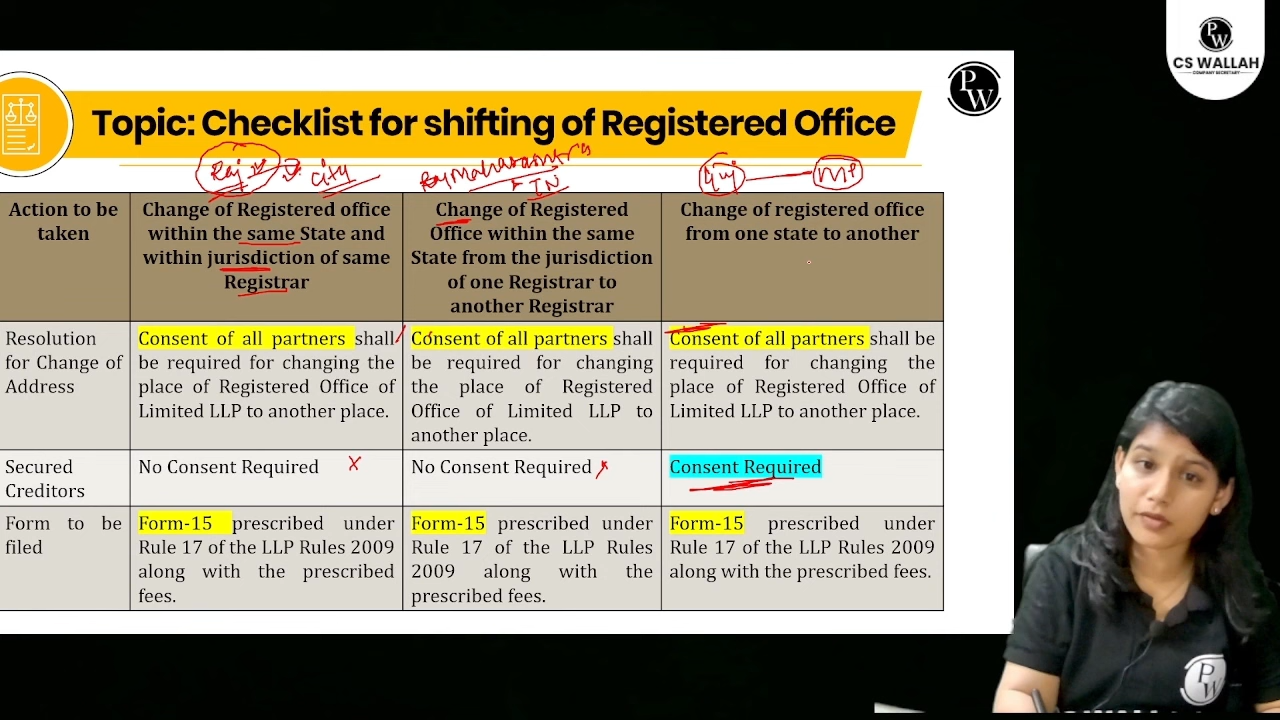 PW
CS WALLAH
COMPANY SECRETARY
PW
Topic: Checklist for shifting of Registered Office
Raj city
Maharashtra
TN
Guj MP
Action to be taken
Change of Registered office
within the same State and
within jurisdiction of same
Registrar
Change of Registered
Office within the same
State from the jurisdiction
of one Registrar to
another Registrar
Change of registered office
from one state to another
Resolution
for Change of
Address
Consent of all partners shall
be required for changing the
place of Registered Office of
Limited LLP to another place.
Consent of all partners shall
be required for changing
the place of Registered
Office of Limited LLP to
another place.
Consent of all partners shall be
required for changing the
place of Registered Office of
Limited LLP to another place.
Secured
Creditors
No Consent Required
No Consent Required
Consent Required
Form to be
filed
Form-15 prescribed under
Rule 17 of the LLP Rules 2009
along with the prescribed
fees.
Form-15 prescribed under
Rule 17 of the LLP Rules
2009 along with the
prescribed fees.
Form-15 prescribed under
Rule 17 of the LLP Rules 2009
along with the prescribed fees.
PW